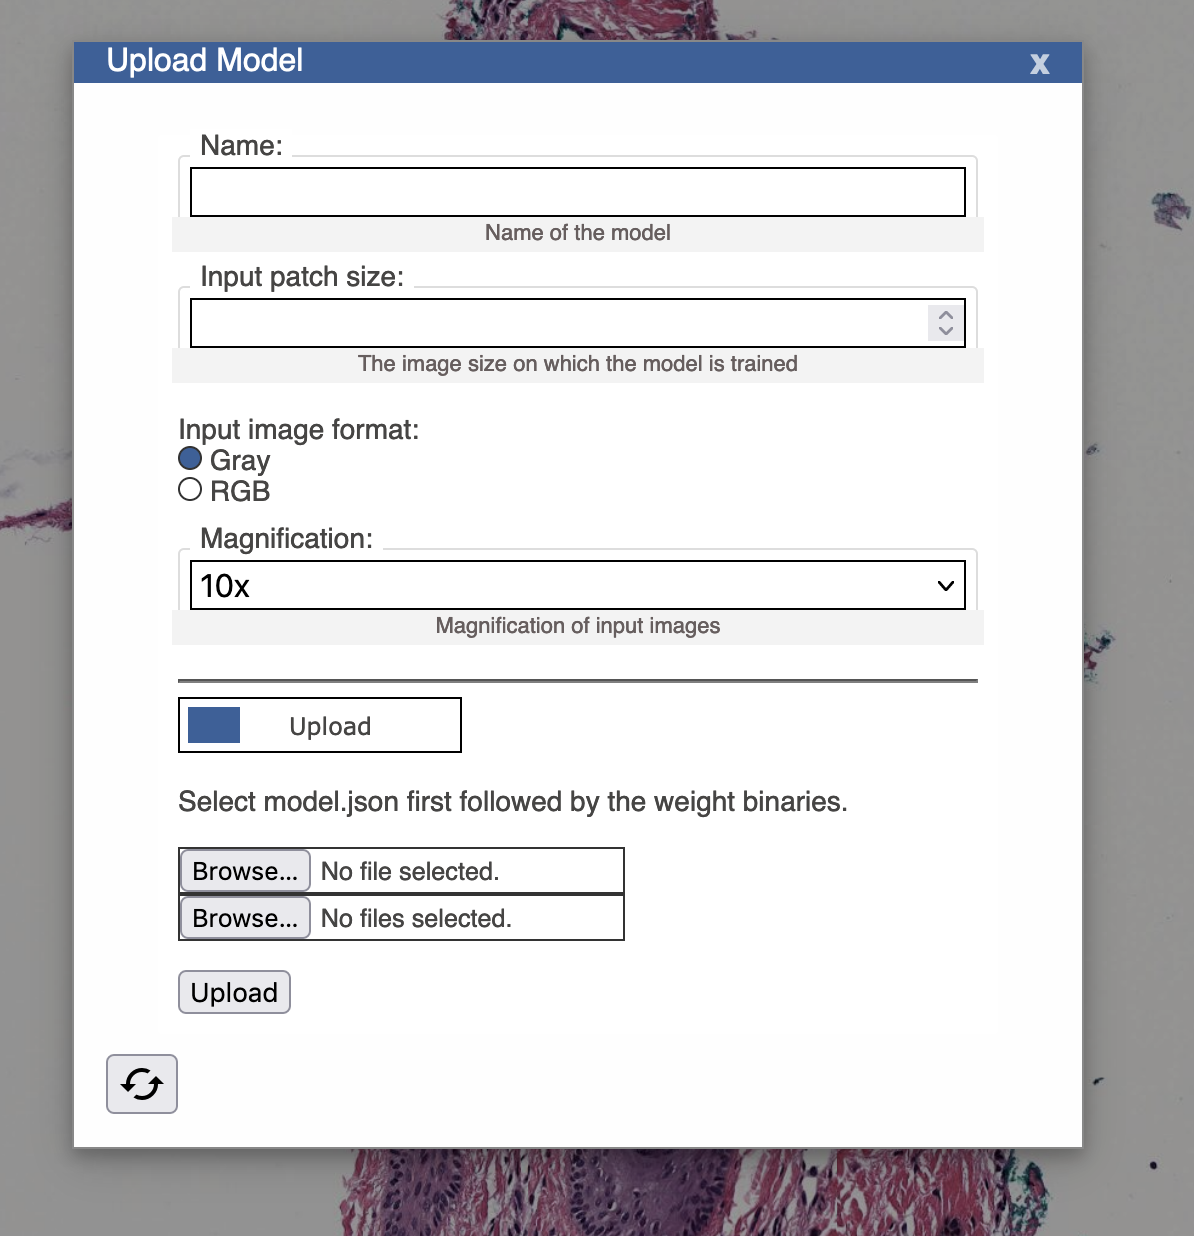 Upload Model
x
Name:
Name of the model
Input patch size:
The image size on which the model is trained
Input image format:
Gray
RGB
Magnification:
10x
Magnification of input images
Upload
Select model.json first followed by the weight binaries.
Browse... No file selected.
Browse... No files selected.
Upload